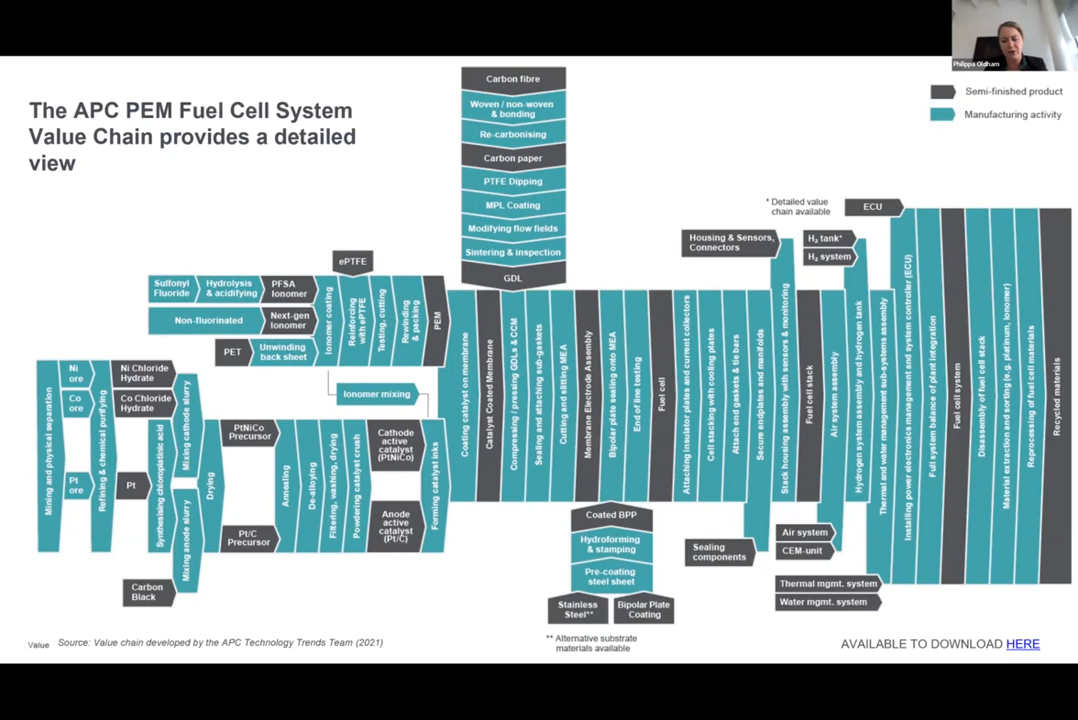 Philippa Oldham
The APC PEM Fuel Cell System
Value Chain provides a detailed
view
Semi-finished product
Manufacturing activity
Carbon fibre
Woven / non-woven
& bonding
Re-carbonising
Carbon paper
PTFE Dipping
MPL Coating
Modifying flow fields
Sintering & inspection
GDL
* Detailed value
chain available
ECU
Housing & Sensors,
Connectors
H₂ tank*
H₂ system
ePTFE
Sulfonyl
Fluoride
Hydrolysis
& acidifying
PFSA
Ionomer
Non-fluorinated
Next-gen
Ionomer
PET
Unwinding
back sheet
Ionomer coating
Reinforcing
with ePTFE
Testing, cutting
Rewinding
& packing
PEM
Ionomer mixing
Mining and physical separation
Ni
ore
Co
ore
Pt
ore
Refining & chemical purifying
Ni Chloride
Hydrate
Co Chloride
Hydrate
Pt
Carbon
Black
Synthesising chloroplatinic acid
Mixing cathode slurry
Mixing anode slurry
Drying
PtNiCo
Precursor
Pt/C
Precursor
Annealing
De-alloying
Filtering, washing, drying
Powdering catalyst crush
Cathode
active
catalyst
(PtNiCo)
Anode
active
catalyst
(Pt/C)
Forming catalyst inks
Coating catalyst on membrane
Catalyst Coated Membrane
Compressing / pressing GDLs & CCM
Sealing and attaching sub-gaskets
Cutting and slitting MEA
Membrane Electrode Assembly
Bipolar plate sealing onto MEA
End of line testing
Fuel cell
Attaching Insulator plates and current collectors
Cell stacking with cooling plates
Attach end gaskets & tie bars
Secure endplates and manifolds
Stack housing assembly with sensors & monitoring
Fuel cell stack
Air system assembly
Hydrogen system assembly and hydrogen tank
Thermal and water management sub-systems assembly
Installing power electronics management and system controller (ECU)
Full system balance of plant integration
Fuel cell system
Disassembly of fuel cell stack
Material extraction and sorting (e.g. platinum, ionomer)
Reprocessing of fuel cell materials
Recycled materials
Coated BPP
Hydroforming
& stamping
Pre-coating
steel sheet
Stainless
Steel**
Bipolar Plate
Coating
** Alternative substrate
materials available
Sealing
components
Air system
CEM-unit
Thermal mgmt. system
Water mgmt. system
Value
Source: Value chain developed by the APC Technology Trends Team (2021)
AVAILABLE TO DOWNLOAD HERE